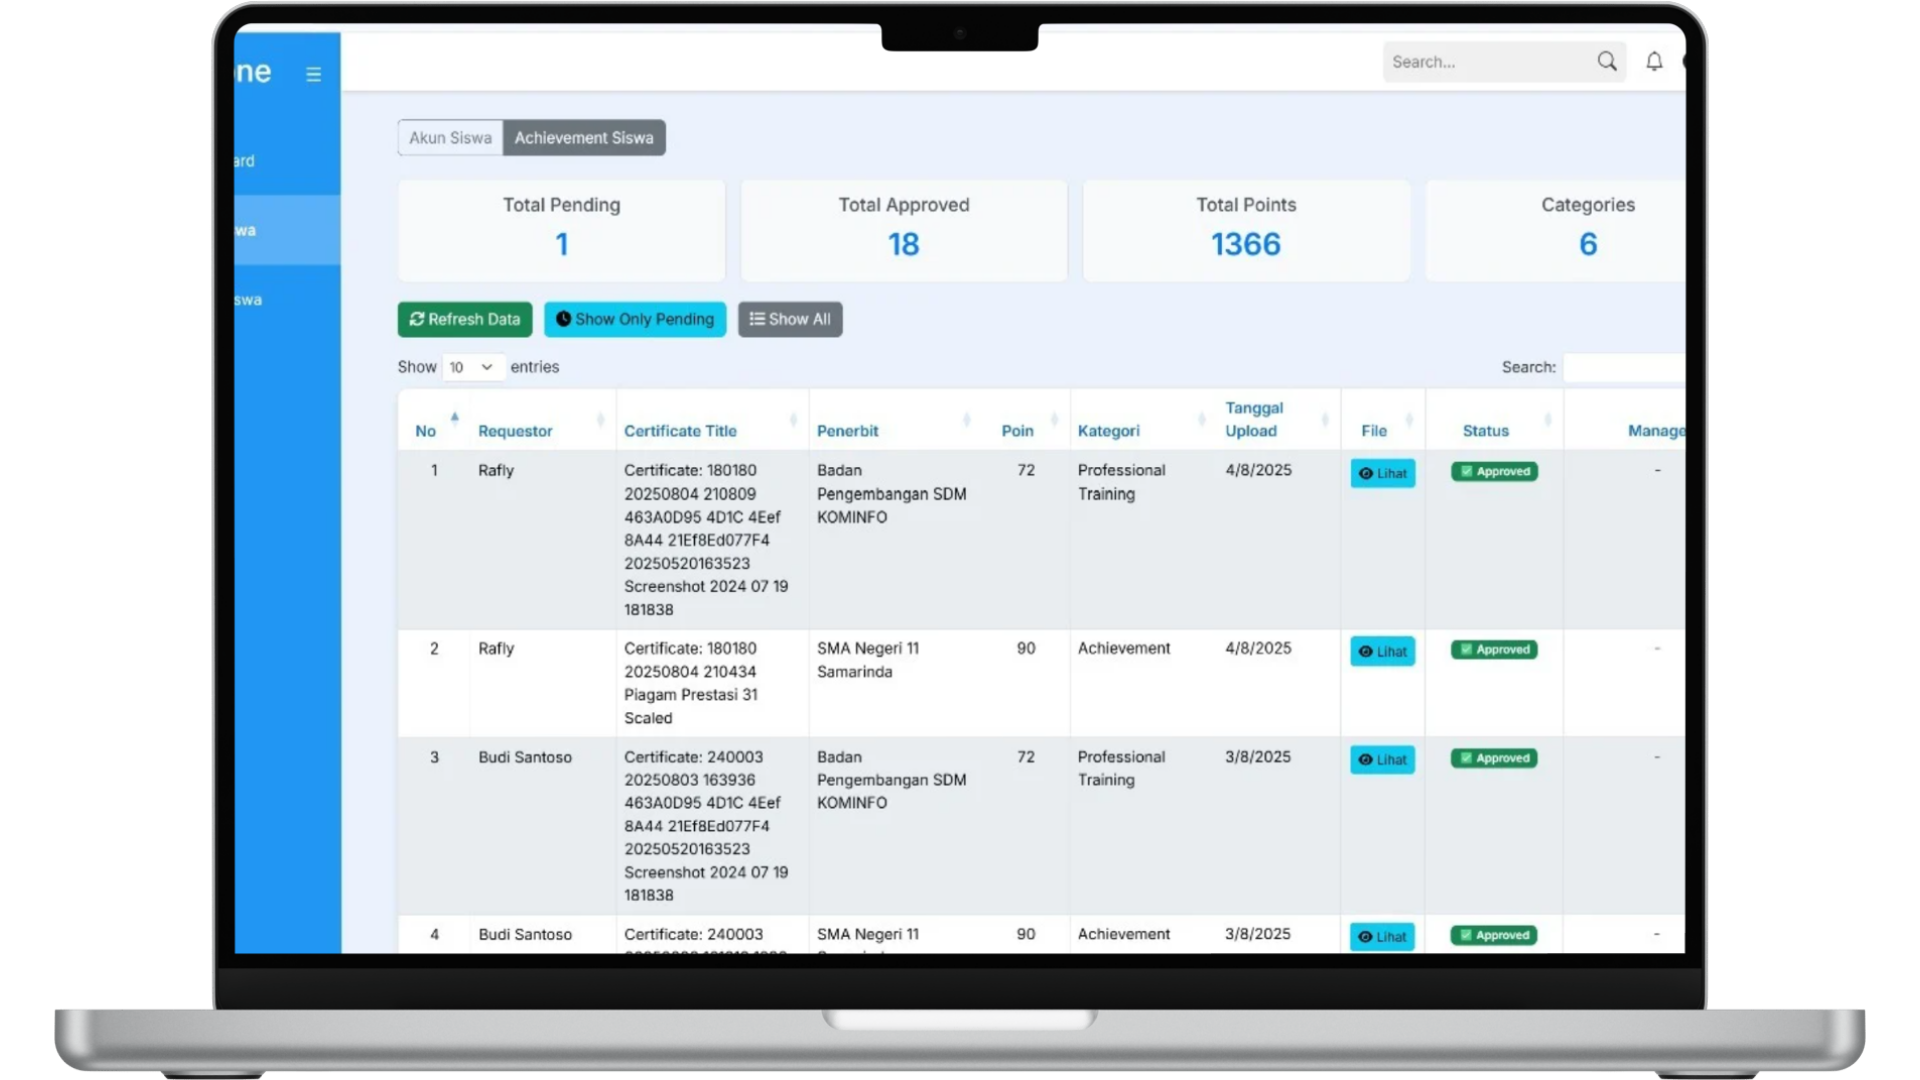 ne
Search...
ard
wa
swa
Akun Siswa
Achievement Siswa
Total Pending
1
Total Approved
18
Total Points
1366
Categories
6
Refresh Data
Show Only Pending
Show All
Show 10 entries
Search:
No
Requestor
Certificate Title
Penerbit
Poin
Kategori
Tanggal
Upload
File
Status
Manage
1
Rafly
Certificate: 180180
20250804 210809
463A0D95 4D1C 4Eef
8A44 21Ef8Ed077F4
20250520163523
Screenshot 2024 07 19
181838
Badan
Pengembangan SDM
KOMINFO
72
Professional
Training
4/8/2025
Lihat
Approved
-
2
Rafly
Certificate: 180180
20250804 210434
Piagam Prestasi 31
Scaled
SMA Negeri 11
Samarinda
90
Achievement
4/8/2025
Lihat
Approved
-
3
Budi Santoso
Certificate: 240003
20250803 163936
463A0D95 4D1C 4Eef
8A44 21Ef8Ed077F4
20250520163523
Screenshot 2024 07 19
181838
Badan
Pengembangan SDM
KOMINFO
72
Professional
Training
3/8/2025
Lihat
Approved
-
4
Budi Santoso
Certificate: 240003
SMA Negeri 11
90
Achievement
3/8/2025
Lihat
Approved
-